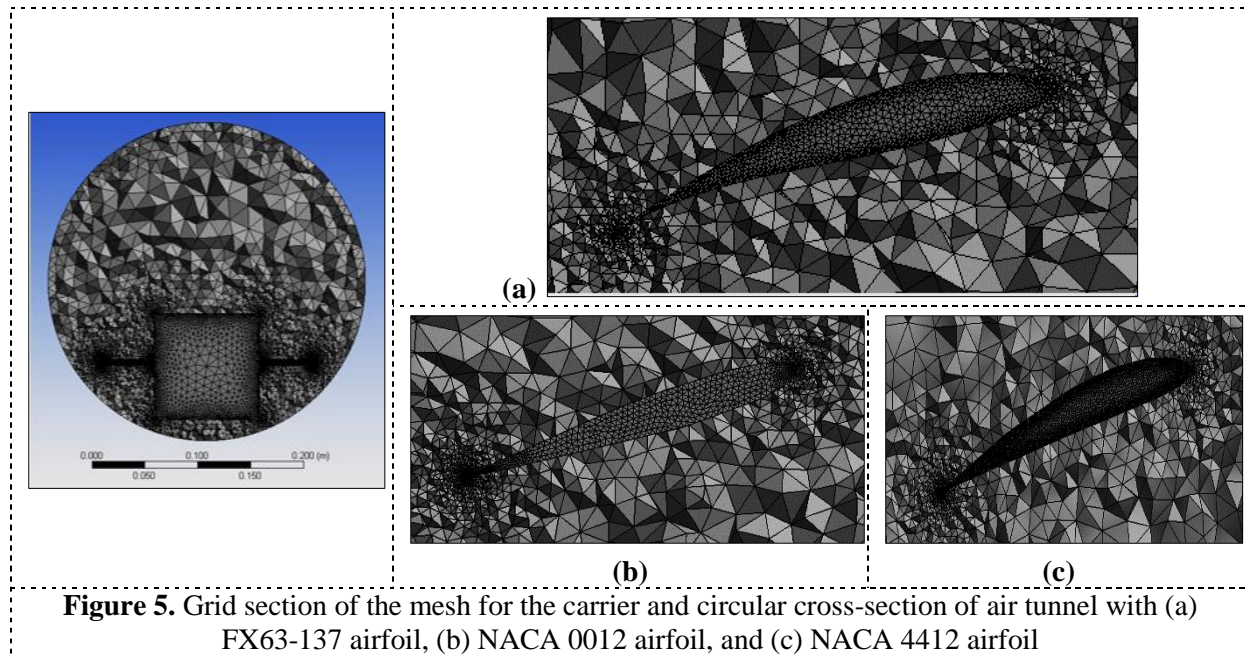 (a)
0.000 0.100 0.200 (m)
0.050 0.150
(b) (c)
Figure 5. Grid section of the mesh for the carrier and circular cross-section of air tunnel with (a)
FX63-137 airfoil, (b) NACA 0012 airfoil, and (c) NACA 4412 airfoil